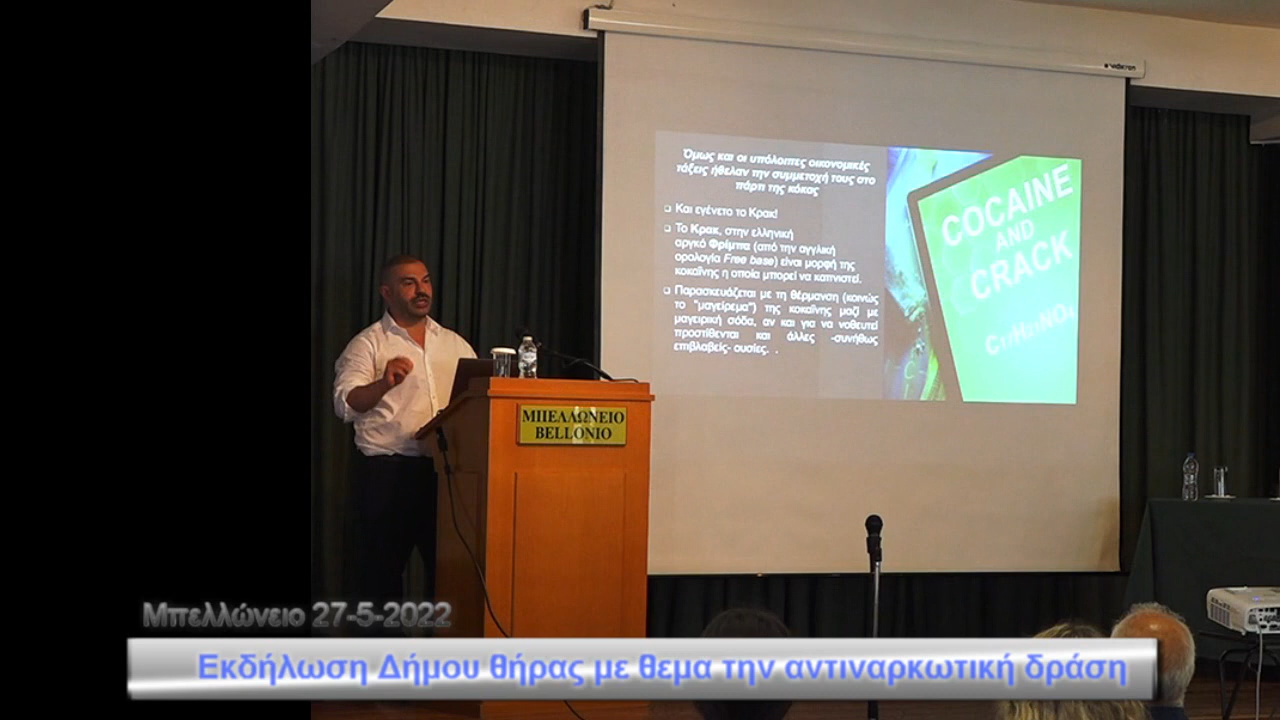 Όμως και οι υπόλοιπες οικονομικές
τάξεις ήθελαν την συμμετοχή τους στο
πάρτι της κόκας
Και εγένετο το Κρακ!
Το Κρακ, στην ελληνική
αργκό Φρίμπα (από την αγγλική
ορολογία Free base) είναι μορφή της
κοκαΐνης η οποία μπορεί να καπνιστεί.
Παρασκευάζεται με τη θέρμανση (κοινώς
το "μαγείρεμα") της κοκαΐνης μαζί με
μαγειρική σόδα, αν και για να νοθευτεί
προστίθενται και άλλες -συνήθως
επιβλαβείς- ουσίες. .
COCAINE
AND
CRACK
C17H21NO4
ΜΠΕΛΛΩΝΕΙΟ
BELLONIO
Μπελλώνειο 27-5-2022
Εκδήλωση Δήμου θήρας με θεμα την αντιναρκωτική δράση